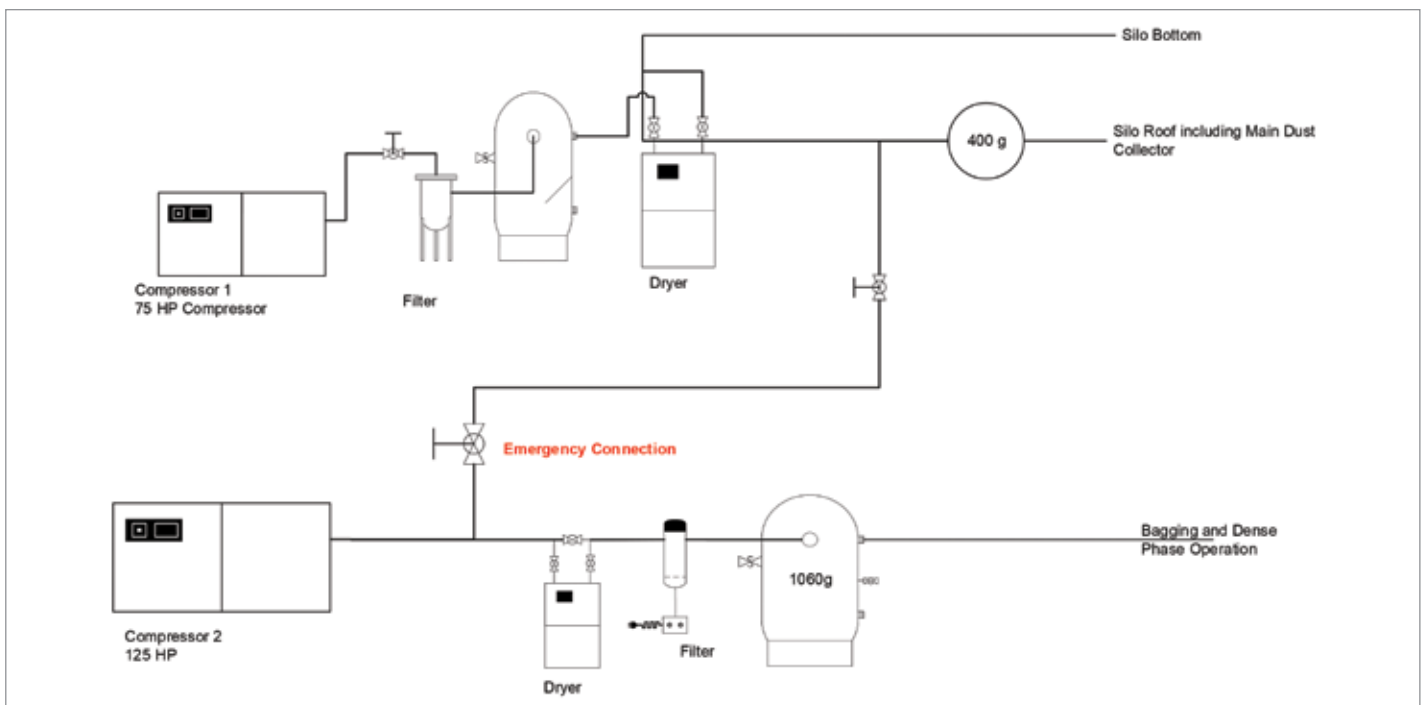 Silo Bottom
400 g
Silo Roof including Main Dust
Collector
Dryer
Compressor 1
75 HP Compressor
Filter
Emergency Connection
Bagging and Dense
Phase Operation
1060g
Compressor 2
125 HP
Filter
Dryer